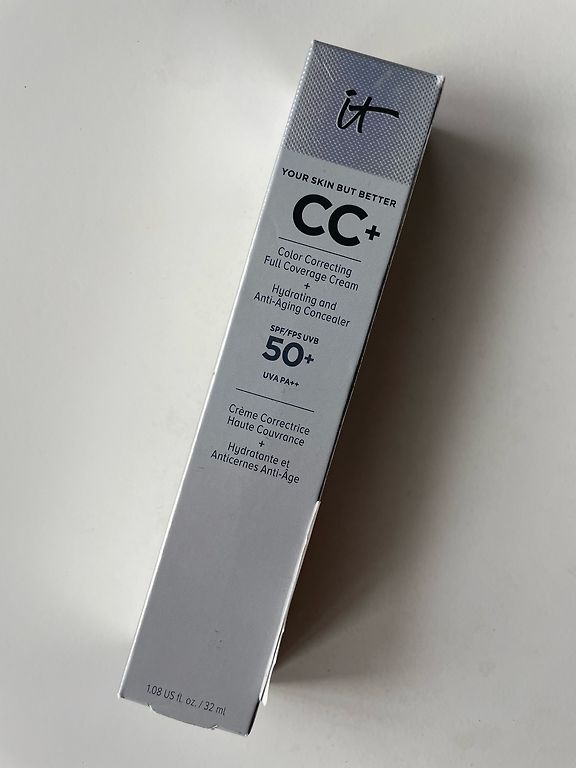 it
YOUR SKIN BUT BETTER
CC+
Color Correcting
Full Coverage Cream
+
Hydrating and
Anti-Aging Concealer
SPF/FPS UVB
50+
UVA PA++
Crème Correctrice
Haute Couvrance
+
Hydratante et
Anticernes Anti-Âge
1.08 US fl. oz. / 32 ml